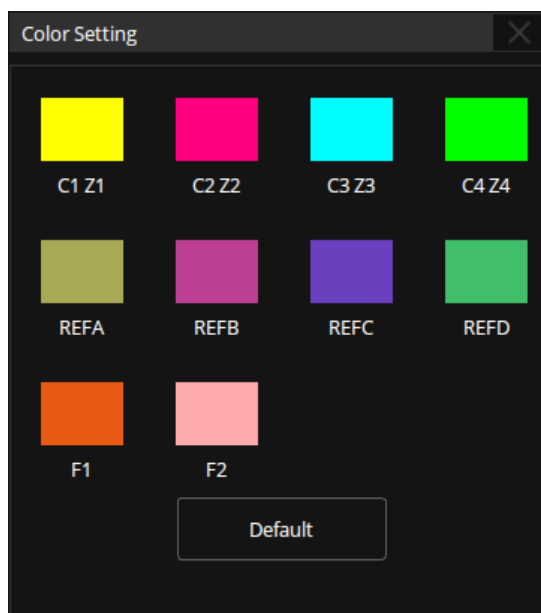 Color Setting
C1 Z1 C2 Z2 C3 Z3 C4 Z4
REFA REFB REFC REFD
F1 F2
Default